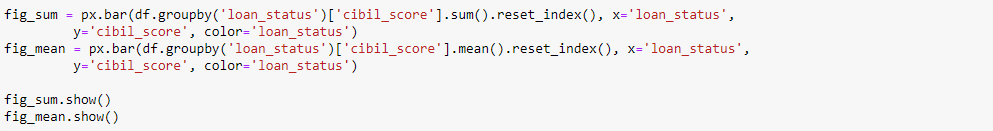 fig_sum = px.bar(df.groupby('loan_status')['cibil_score'].sum().reset_index(), x='loan_status',
         y='cibil_score', color='loan_status')
fig_mean = px.bar(df.groupby('loan_status')['cibil_score'].mean().reset_index(), x='loan_status',
         y='cibil_score', color='loan_status')
fig_sum.show()
fig_mean.show()